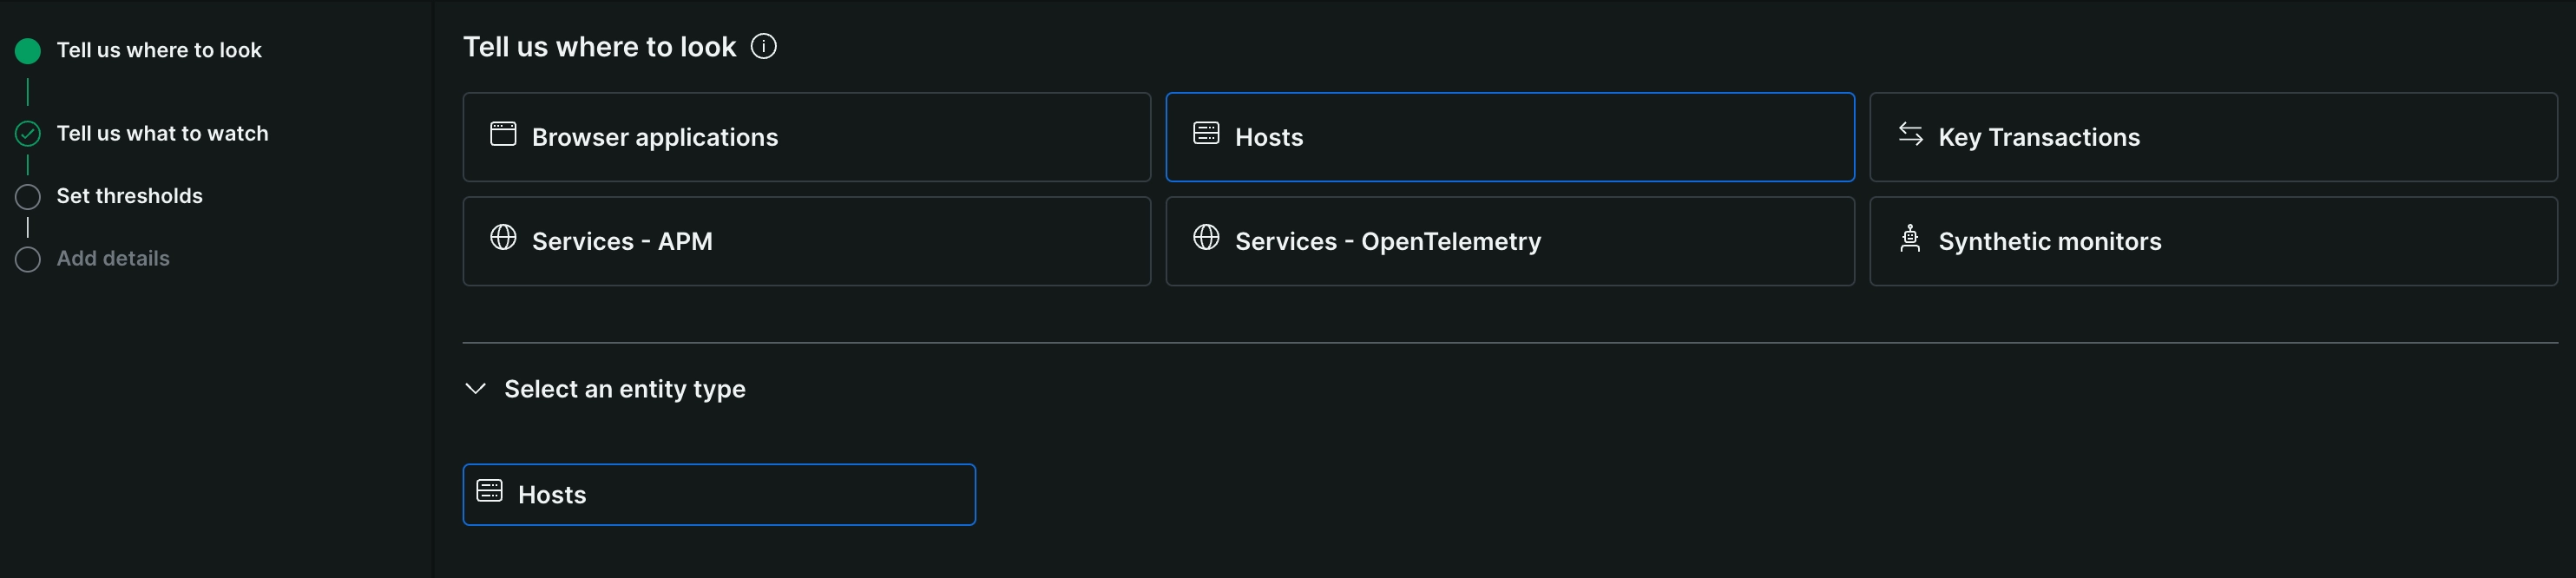 Tell us where to look
Tell us what to watch
Set thresholds
Add details
Tell us where to look
Browser applications
Hosts
Key Transactions
Services - APM
Services - OpenTelemetry
Synthetic monitors
Select an entity type
Hosts